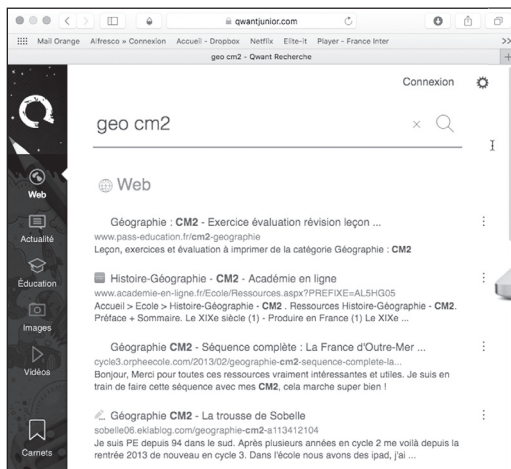 qwantjunior.com
Mail Orange Alfresco » Connexion Accueil - Dropbox Netflix Elite-it Player - France Inter
geo cm2 - Qwant Recherche
Connexion
geo cm2
Web
Web
Actualité
Éducation
Images
Vidéos
Carnets
Géographie : CM2 - Exercice évaluation révision leçon ...
www.pass-education.fr/cm2-geographie
Leçon, exercices et évaluation à imprimer de la catégorie Géographie : CM2
Histoire-Géographie - CM2 - Académie en ligne
www.academie-en-ligne.fr/Ecole/Ressources.aspx?PREFIXE=AL5HG05
Accueil > Ecole > Histoire-Géographie - CM2 . Ressources Histoire-Géographie - CM2.
Préface + Sommaire. Le XIXe siècle (1) - Produire en France (1) Le XIXe ...
Géographie CM2 - Séquence complète : La France d'Outre-Mer ...
cycle3.orpheecole.com/2013/02/geographie-cm2-sequence-complete-la...
Bonjour, Merci pour toutes ces ressources vraiment intéressantes et utiles. Je suis en
train de faire cette séquence avec mes CM2, cela marche super bien !
Géographie CM2 - La trousse de Sobelle
sobelle06.eklablog.com/geographie-cm2-a113412104
Je suis PE depuis 94 dans le sud. Après plusieurs années en cycle 2 me voilà depuis la
rentrée 2013 de nouveau en cycle 3. Dans l'école nous avons des ipad, j'ai ...